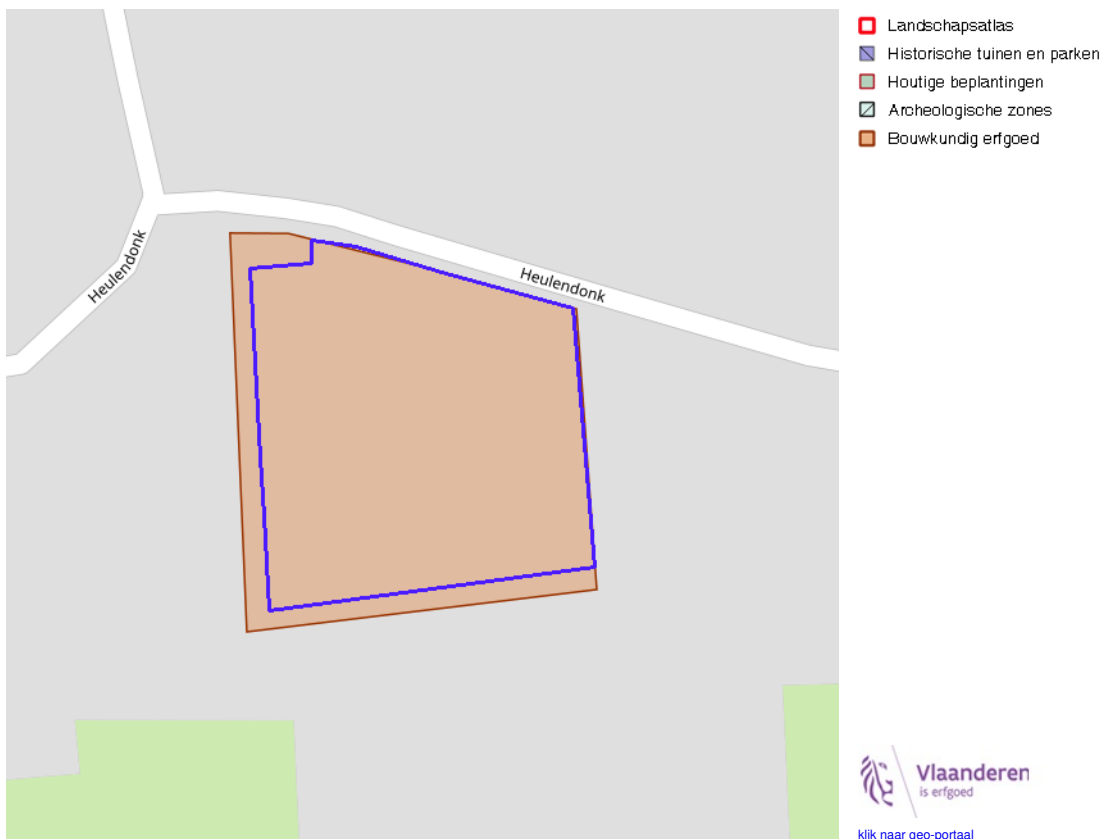 Landschapsatlas
Historische tuinen en parken
Houtige beplantingen
Archeologische zones
Bouwkundig erfgoed
Heulendonk
Heulendonk
Vlaanderen
is erfgoed
klik naar geo-portaal